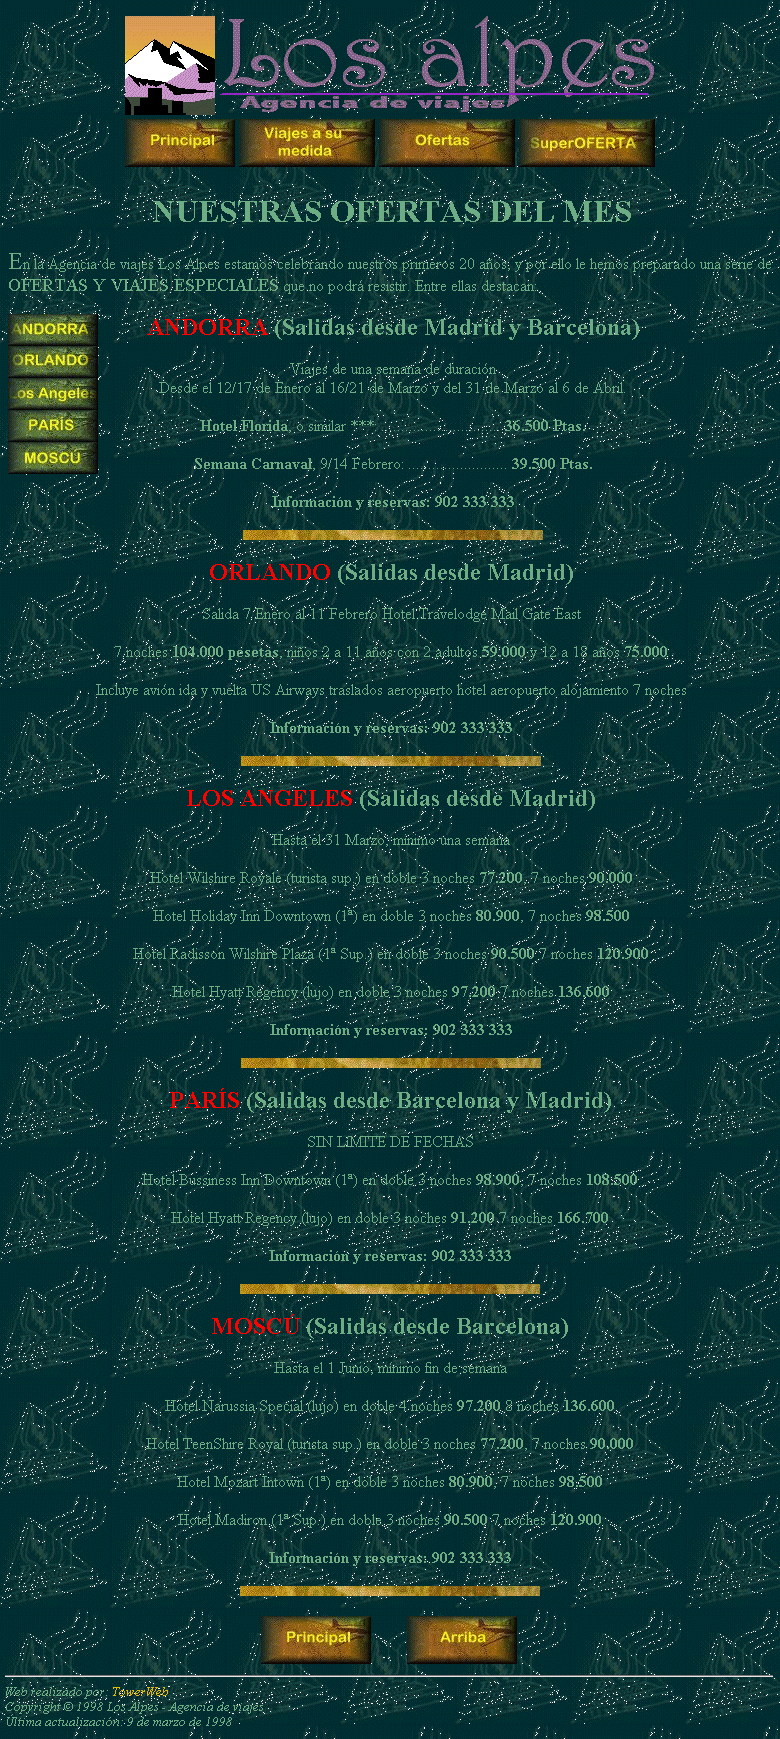 Los alpes
Agencia de viajes
Principal
Viajes a su
medida
Ofertas
SuperOFERTA
NUESTRAS OFERTAS DEL MES
En la Agencia de viajes Los Alpes estamos celebrando nuestros primeros 20 años, y por ello le hemos preparado una serie de
OFERTAS Y VIAJES ESPECIALES que no podrá resistir. Entre ellas destacan:
ANDORRA
ORLANDO
Los Angeles
PARÍS
MOSCÚ
ANDORRA (Salidas desde Madrid y Barcelona)
Viajes de una semana de duración
Desde el 12/17 de Enero al 16/21 de Marzo y del 31 de Marzo al 6 de Abril.
Hotel Florida, o similar *** ............................... 36.500 Ptas.
Semana Carnaval, 9/14 Febrero: .......................... 39.500 Ptas.
Información y reservas: 902 333 333
ORLANDO (Salidas desde Madrid)
Salida 7 Enero al 11 Febrero Hotel Travelodge Mail Gate East
7 noches 104.000 pesetas, niños 2 a 11 años con 2 adultos 59.000 y 12 a 18 años 75.000
Incluye avión ida y vuelta US Airways traslados aeropuerto hotel aeropuerto alojamiento 7 noches
Información y reservas: 902 333 333
LOS ANGELES (Salidas desde Madrid)
Hasta el 31 Marzo, mínimo una semana
Hotel Wilshire Royale (turista sup.) en doble 3 noches 77.200, 7 noches 90.000
Hotel Holiday Inn Downtown (1ª) en doble 3 noches 80.900, 7 noches 98.500
Hotel Radisson Wilshire Plaza (1ª Sup.) en doble 3 noches 90.500 7 noches 120.900
Hotel Hyatt Regency (lujo) en doble 3 noches 97.200 7 noches 136.600
Información y reservas: 902 333 333
PARÍS (Salidas desde Barcelona y Madrid)
SIN LíMITE DE FECHAS
Hotel Bussiness Inn Downtown (1ª) en doble 3 noches 98.900, 7 noches 108.500
Hotel Hyatt Regency (lujo) en doble 3 noches 91.200 7 noches 166.700
Información y reservas: 902 333 333
MOSCÚ (Salidas desde Barcelona)
Hasta el 1 Junio, mínimo fin de semana
Hotel Narussia Special (lujo) en doble 4 noches 97.200 8 noches 136.600
Hotel TeenShire Royal (turista sup.) en doble 3 noches 77.200, 7 noches 90.000
Hotel Mozart Intown (1ª) en doble 3 noches 80.900, 7 noches 98.500
Hotel Madiron (1ª Sup.) en doble 3 noches 90.500 7 noches 120.900
Información y reservas: 902 333 333
Principal
Arriba
Web realizado por: TowerWeb
Copyright © 1998 Los Alpes - Agencia de viajes
Última actualización: 9 de marzo de 1998